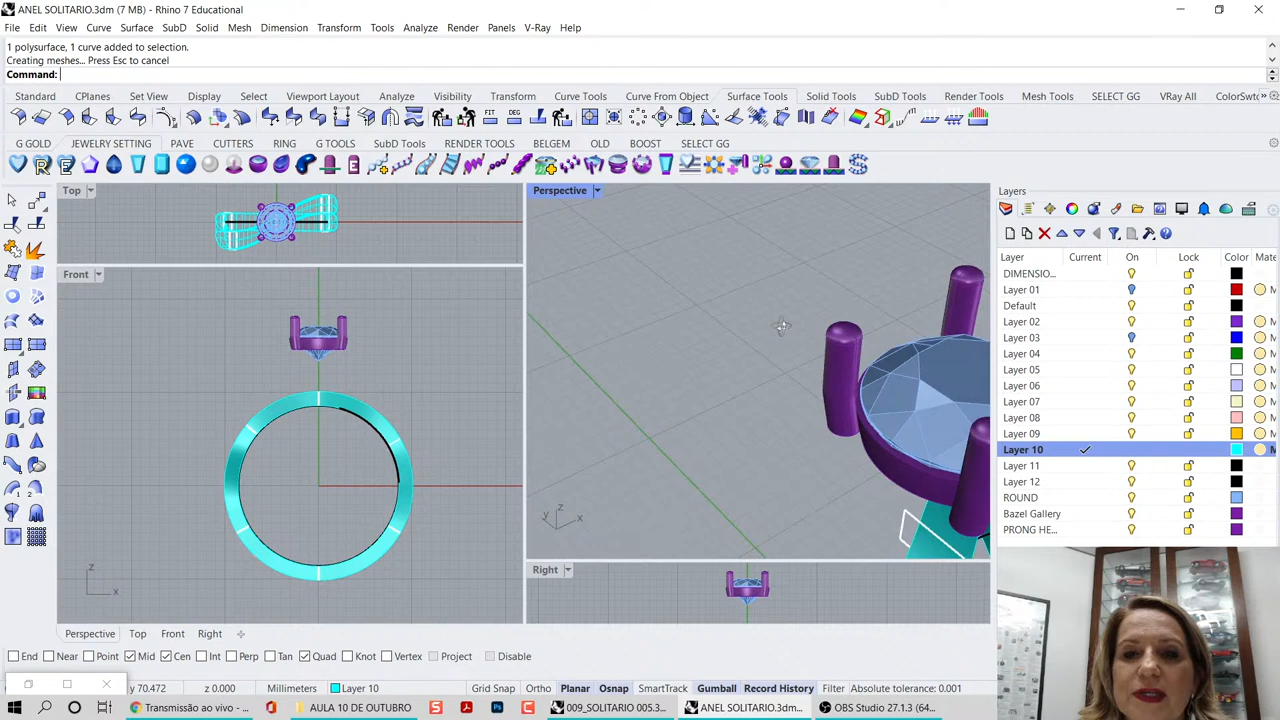 ANEL SOLITARIO.3dm (7 MB) - Rhino 7 Educational
File Edit View Curve Surface SubD Solid Mesh Dimension Transform Tools Analyze Render Panels V-Ray Help
1 polysurface, 1 curve added to selection.
Creating meshes... Press Esc to cancel
Command:
Standard CPlanes Set View Display Select Viewport Layout Analyze Visibility Transform Curve Tools Curve From Object Surface Tools Solid Tools SubD Tools Render Tools Mesh Tools SELECT GG VRay All ColorSwto
G GOLD JEWELRY SETTING PAVE CUTTERS RING G TOOLS SubD Tools RENDER TOOLS BELGEM OLD BOOST SELECT GG
Top
Perspective
Front
Right
z
x
y
z
x
Layers
Layer Current On Lock Color Mate
DIMENSIO...
Layer 01
Default
Layer 02
Layer 03
Layer 04
Layer 05
Layer 06
Layer 07
Layer 08
Layer 09
Layer 10
Layer 11
Layer 12
ROUND
Bazel Gallery
PRONG HE...
Perspective Top Front Right
End Near Point Mid Cen Int Perp Tan Quad Knot Vertex Project Disable
y 70.472 z 0.000 Millimeters Layer 10 Grid Snap Ortho Planar Osnap SmartTrack Gumball Record History Filter Absolute tolerance: 0.001
Transmissão ao vivo -... AULA 10 DE OUTUBRO 009_SOLITARIO 005.3... ANEL SOLITARIO.3dm... OBS Studio 27.1.3 (64...